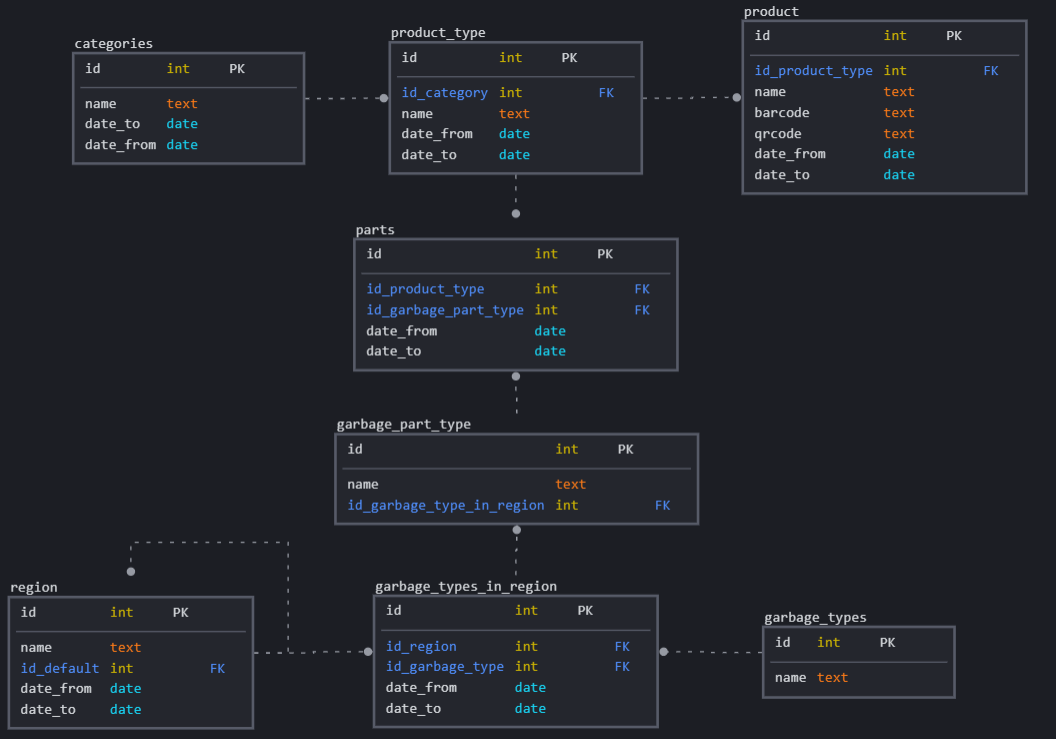 categories
id int PK
name text
date_to date
date_from date
product_type
id int PK
id_category int FK
name text
date_from date
date_to date
product
id int PK
id_product_type int FK
name text
barcode text
qrcode text
date_from date
date_to date
parts
id int PK
id_product_type int FK
id_garbage_part_type int FK
date_from date
date_to date
garbage_part_type
id int PK
name text
id_garbage_type_in_region int FK
region
id int PK
name text
id_default int FK
date_from date
date_to date
garbage_types_in_region
id int PK
id_region int FK
id_garbage_type int FK
date_from date
date_to date
garbage_types
id int PK
name text